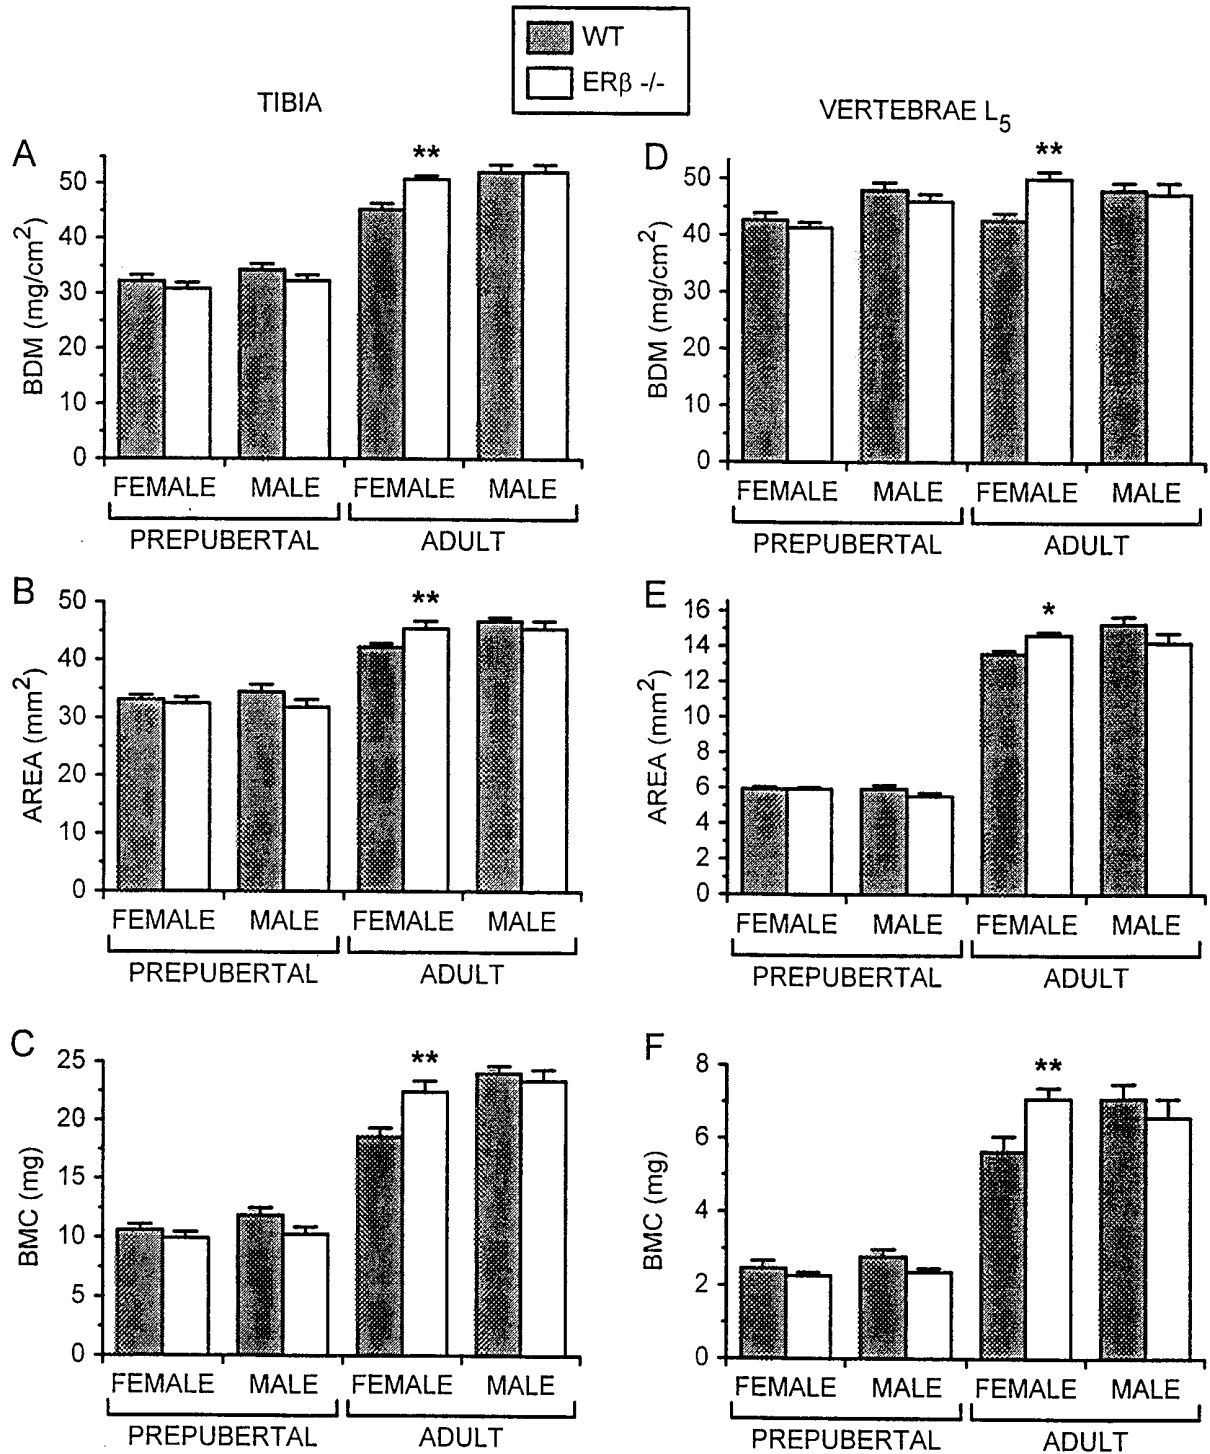 WT
ERβ -/-
TIBIA
VERTEBRAE L5
A
**
BDM (mg/cm2)
50
40
30
20
10
0
FEMALE MALE FEMALE MALE
PREPUBERTAL ADULT
D
**
BDM (mg/cm2)
50
40
30
20
10
0
FEMALE MALE FEMALE MALE
PREPUBERTAL ADULT
B
**
AREA (mm2)
50
40
30
20
10
0
FEMALE MALE FEMALE MALE
PREPUBERTAL ADULT
E
*
AREA (mm2)
16
14
12
10
8
6
4
2
0
FEMALE MALE FEMALE MALE
PREPUBERTAL ADULT
C
**
BMC (mg)
25
20
15
10
5
0
FEMALE MALE FEMALE MALE
PREPUBERTAL ADULT
F
**
BMC (mg)
8
6
4
2
0
FEMALE MALE FEMALE MALE
PREPUBERTAL ADULT